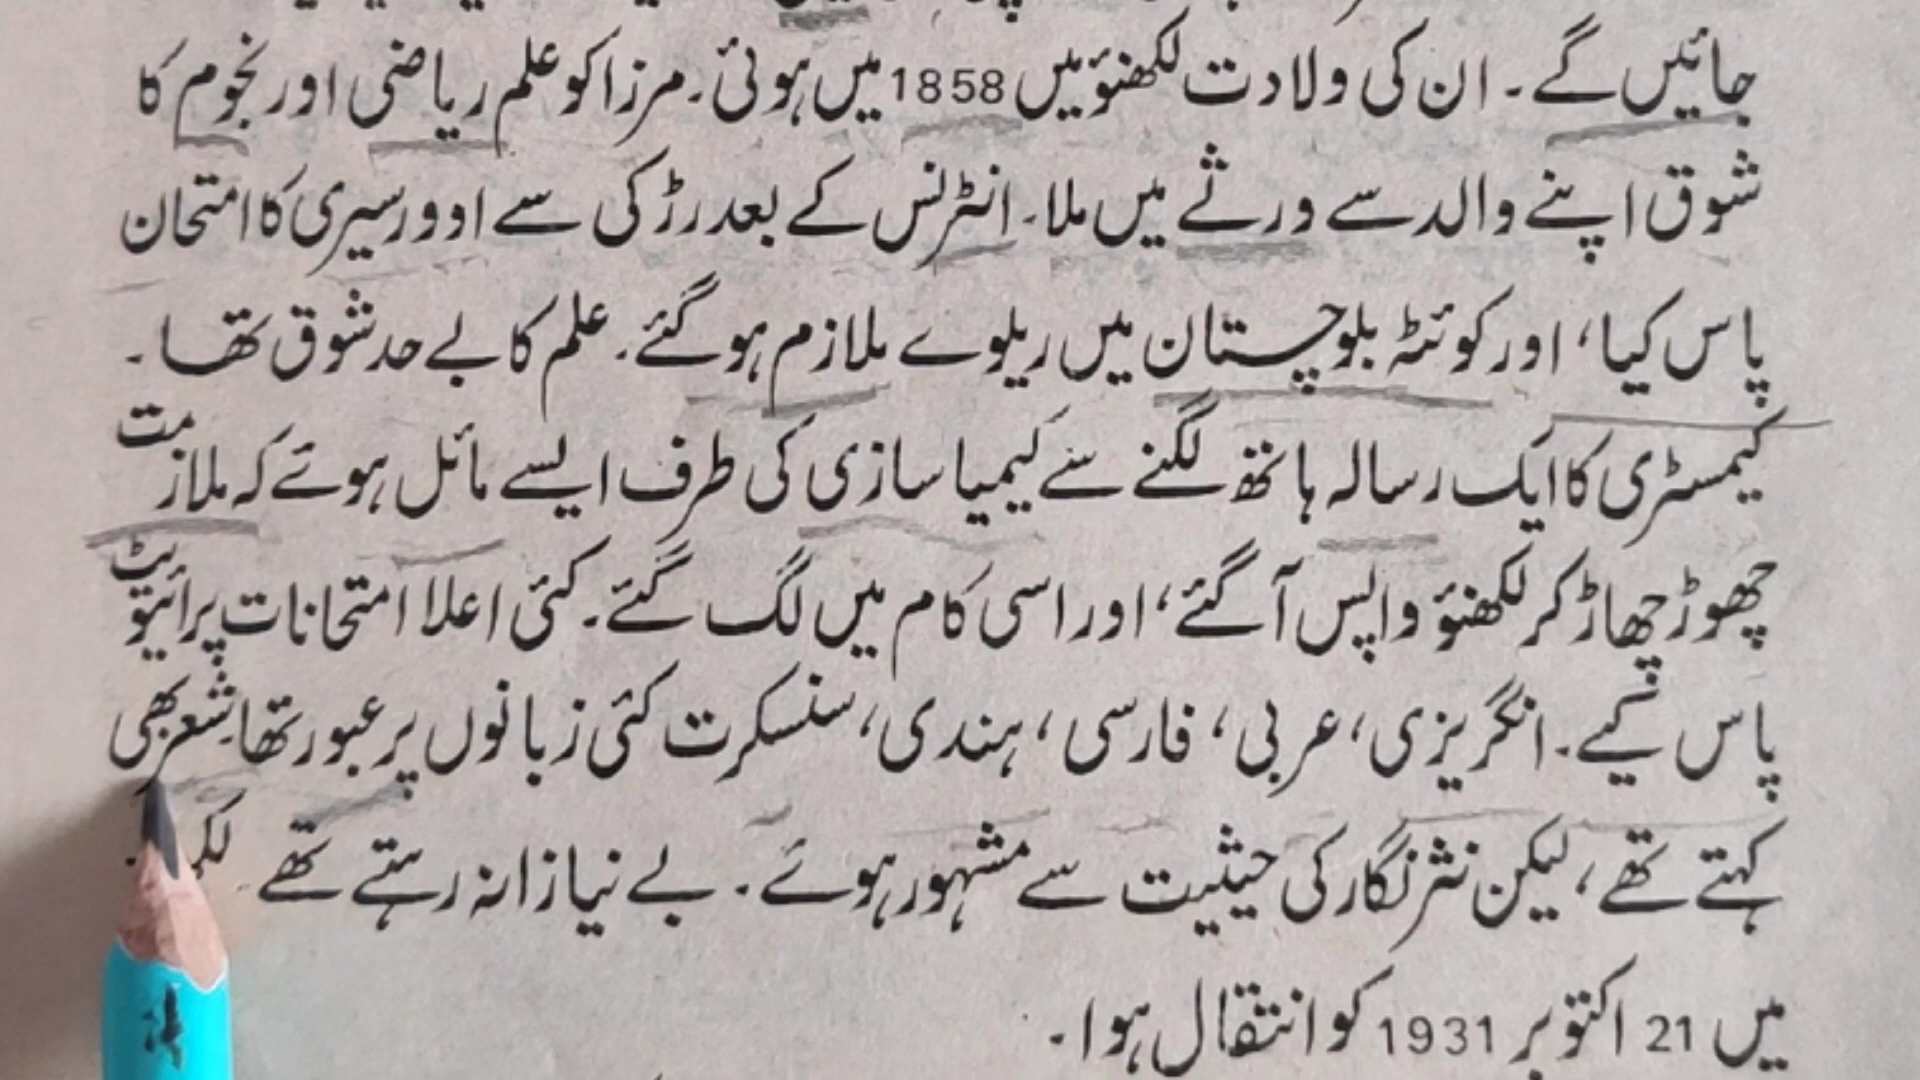 جائیں گے۔ ان کی ولادت لکھنؤ میں 1858 میں ہوئی۔ مرزا کو علم ریاضی اور نجوم کا
شوق اپنے والد سے ورثے میں ملا۔ انٹرنس کے بعد رڑکی سے اوورسیری کا امتحان
پاس کیا، اور کوئٹہ بلوچستان میں ریلوے ملازم ہو گئے۔ علم کا بے حد شوق تھا۔
کیمسٹری کا ایک رسالہ ہاتھ لگنے سے کیمیا سازی کی طرف ایسے مائل ہوئے کہ ملازمت
چھوڑ چھاڑ کر لکھنؤ واپس آ گئے، اور اسی کام میں لگ گئے۔ کئی اعلا امتحانات پرائیوٹ
پاس کیے۔ انگریزی، عربی، فارسی، ہندی، سنسکرت کئی زبانوں پر عبور تھا۔ شعر بھی
کہتے تھے، لیکن نثر نگار کی حیثیت سے مشہور ہوئے۔ بے نیازانہ رہتے تھے۔
میں 21 اکتوبر 1931 کو انتقال ہوا۔